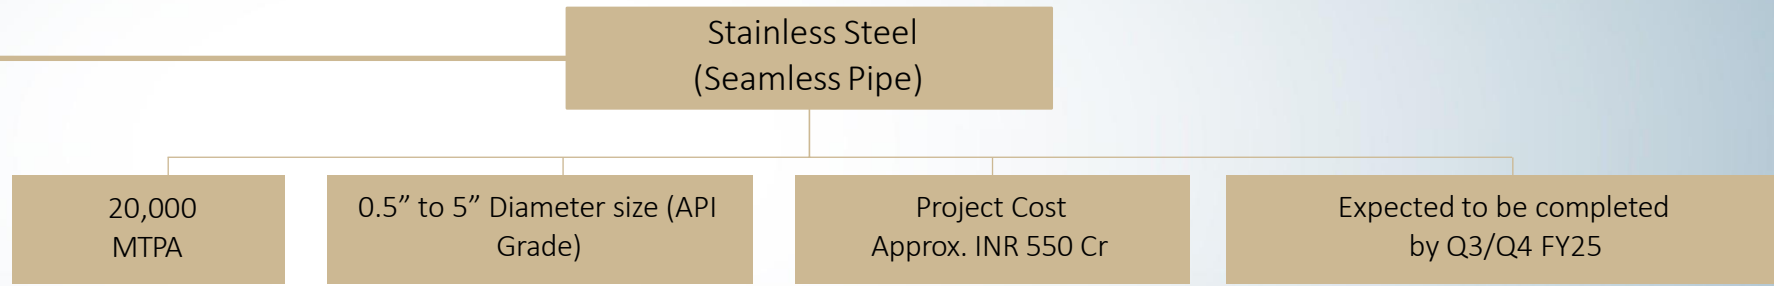 Stainless Steel
(Seamless Pipe)
20,000
MTPA
0.5” to 5” Diameter size (API
Grade)
Project Cost
Approx. INR 550 Cr
Expected to be completed
by Q3/Q4 FY25